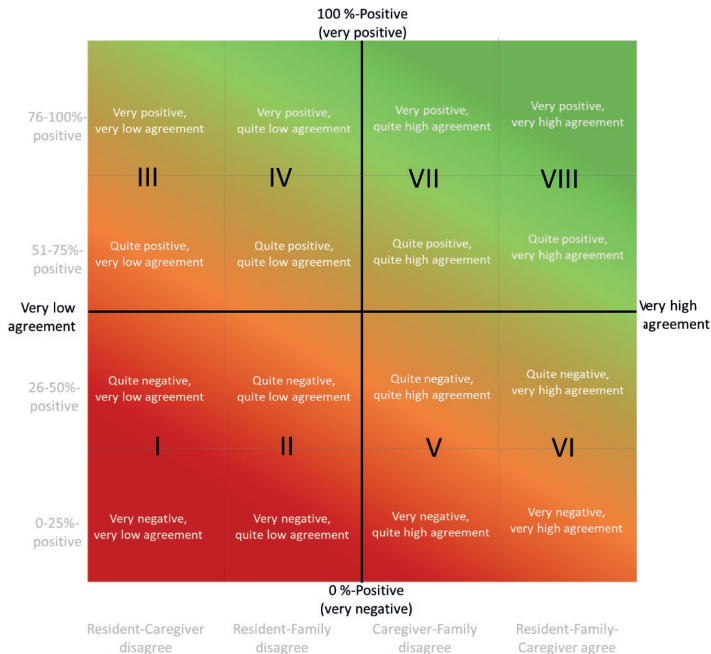 100 %-Positive
(very positive)
76-100%-
positive
Very positive,
very low agreement
Very positive,
quite low agreement
Very positive,
quite high agreement
Very positive,
very high agreement
III
IV
VII
VIII
51-75%-
positive
Quite positive,
very low agreement
Quite positive,
quite low agreement
Quite positive,
quite high agreement
Quite positive,
very high agreement
Very low
agreement
Very high
agreement
26-50%-
positive
Quite negative,
very low agreement
Quite negative,
quite low agreement
Quite negative,
quite high agreement
Quite negative,
very high agreement
I
II
V
VI
0-25%-
positive
Very negative,
very low agreement
Very negative,
quite low agreement
Very negative,
quite high agreement
Very negative,
very high agreement
0 %-Positive
(very negative)
Resident-Caregiver
disagree
Resident-Family
disagree
Caregiver-Family
disagree
Resident-Family-
Caregiver agree